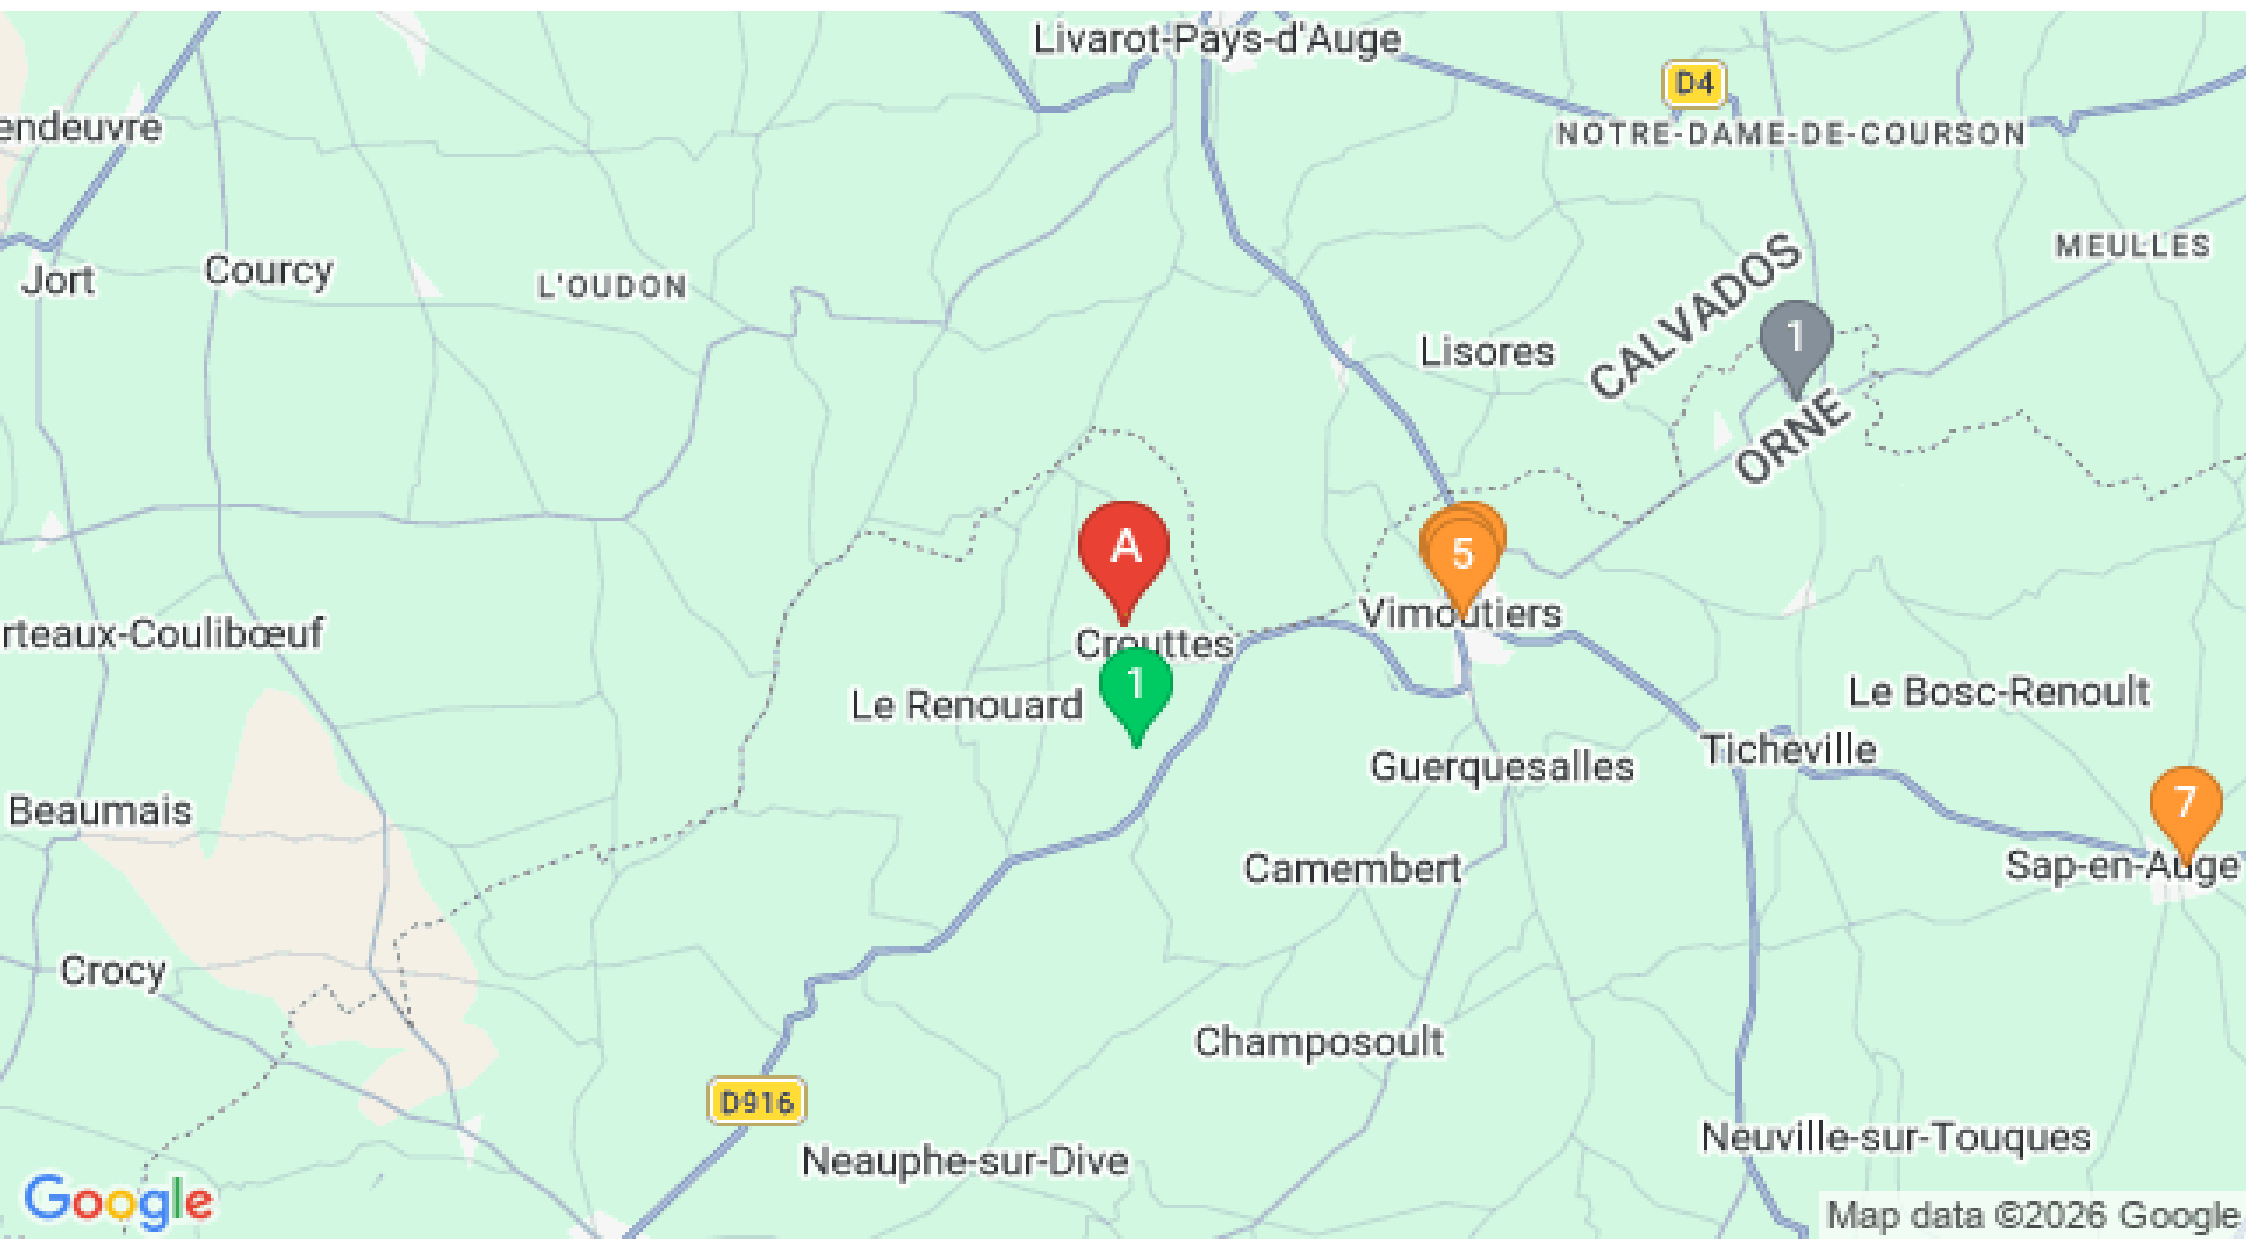 Livarot-Pays-d'Auge
D4
endeuvre
NOTRE-DAME-DE-COURSON
MEULLES
Jort
Courcy
L'OUDON
CALVADOS
1
Lisores
ORNE
A
5
Vimoutiers
rteaux-Coulibœuf
Crouttes
1
Le Renouard
Le Bosc-Renoult
Ticheville
Guerquesalles
Beaumais
7
Camembert
Sap-en-Auge
Crocy
Champosoult
D916
Neuville-sur-Touques
Neauphe-sur-Dive
Google
Map data ©2026 Google